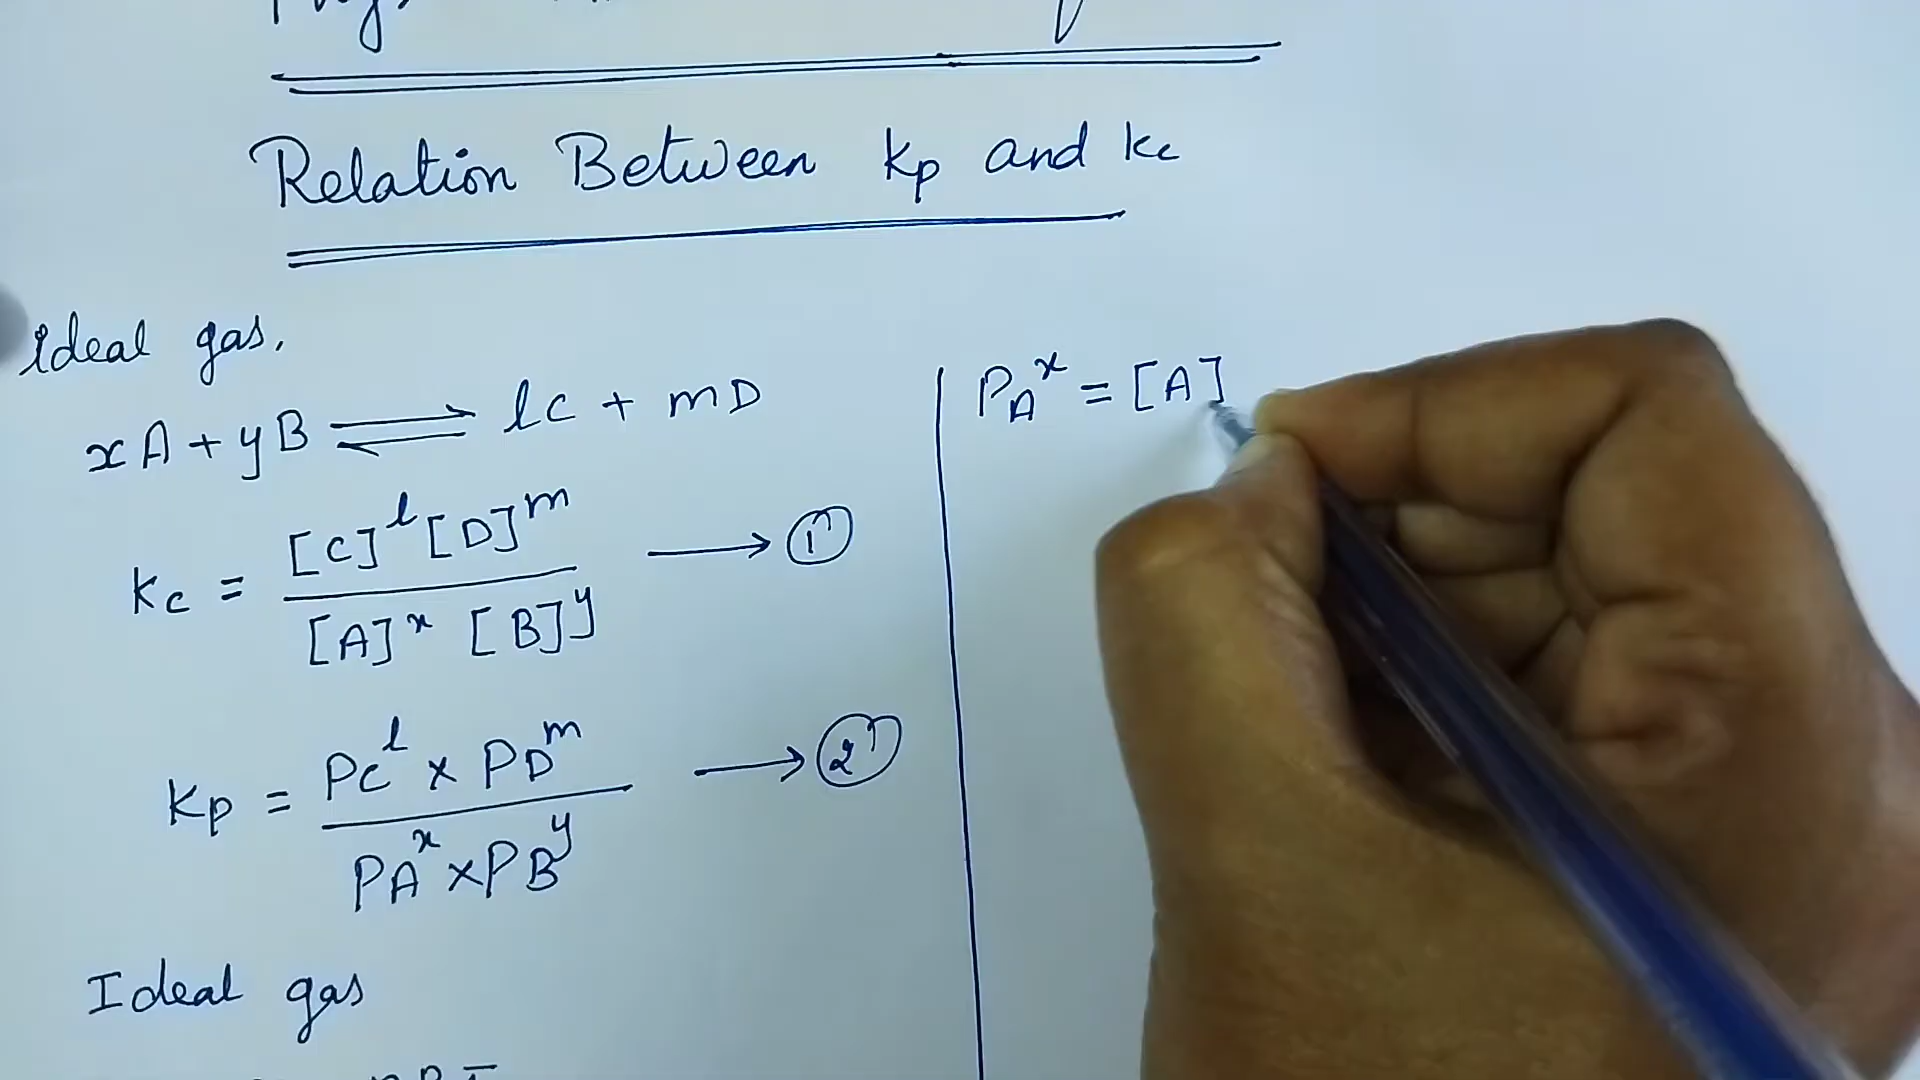 Relation Between Kp and Kc
Ideal gas.
xA + yB ⇌ lC + mD
Kc = [C]^l [D]^m / [A]^x [B]^y → ①
Kp = PC^l × PD^m / PA^x × PB^y → ②
Ideal gas
P_A^x = [A]